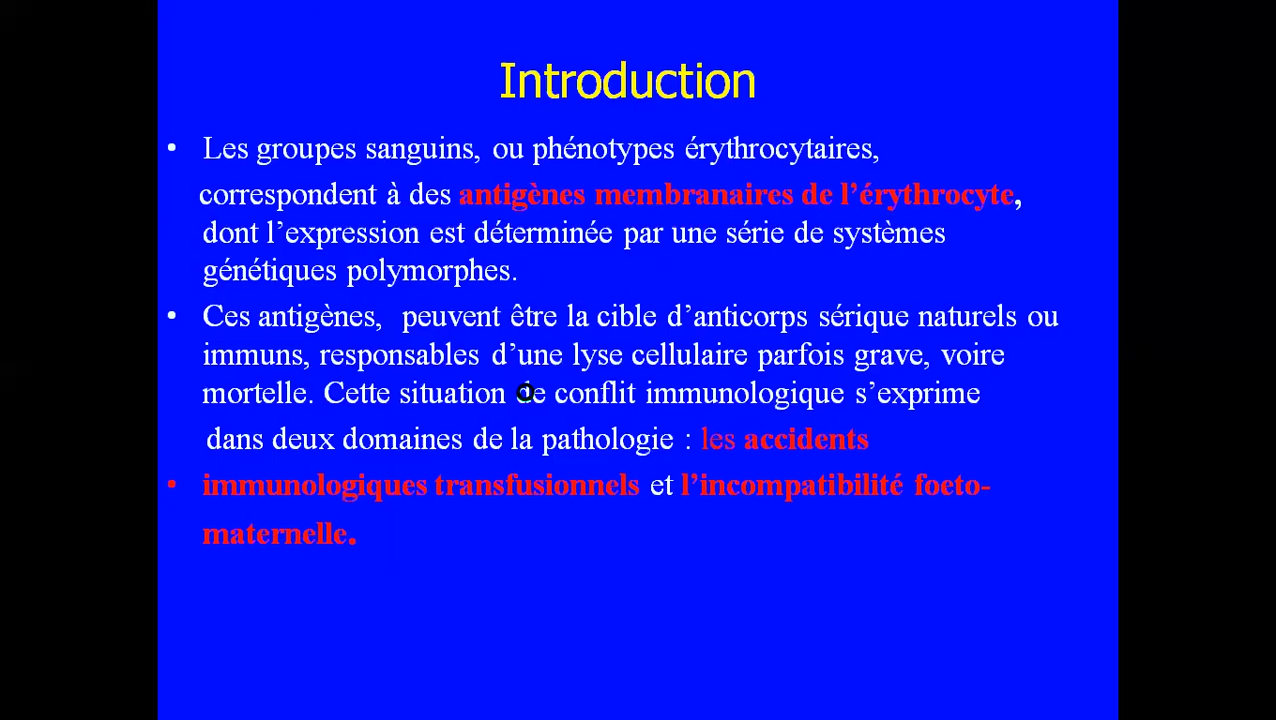 Introduction
• Les groupes sanguins, ou phénotypes érythrocytaires,
correspondent à des antigènes membranaires de l’érythrocyte,
dont l’expression est déterminée par une série de systèmes
génétiques polymorphes.
• Ces antigènes, peuvent être la cible d’anticorps sérique naturels ou
immuns, responsables d’une lyse cellulaire parfois grave, voire
mortelle. Cette situation de conflit immunologique s’exprime
dans deux domaines de la pathologie : les accidents
• immunologiques transfusionnels et l’incompatibilité foeto-
maternelle.